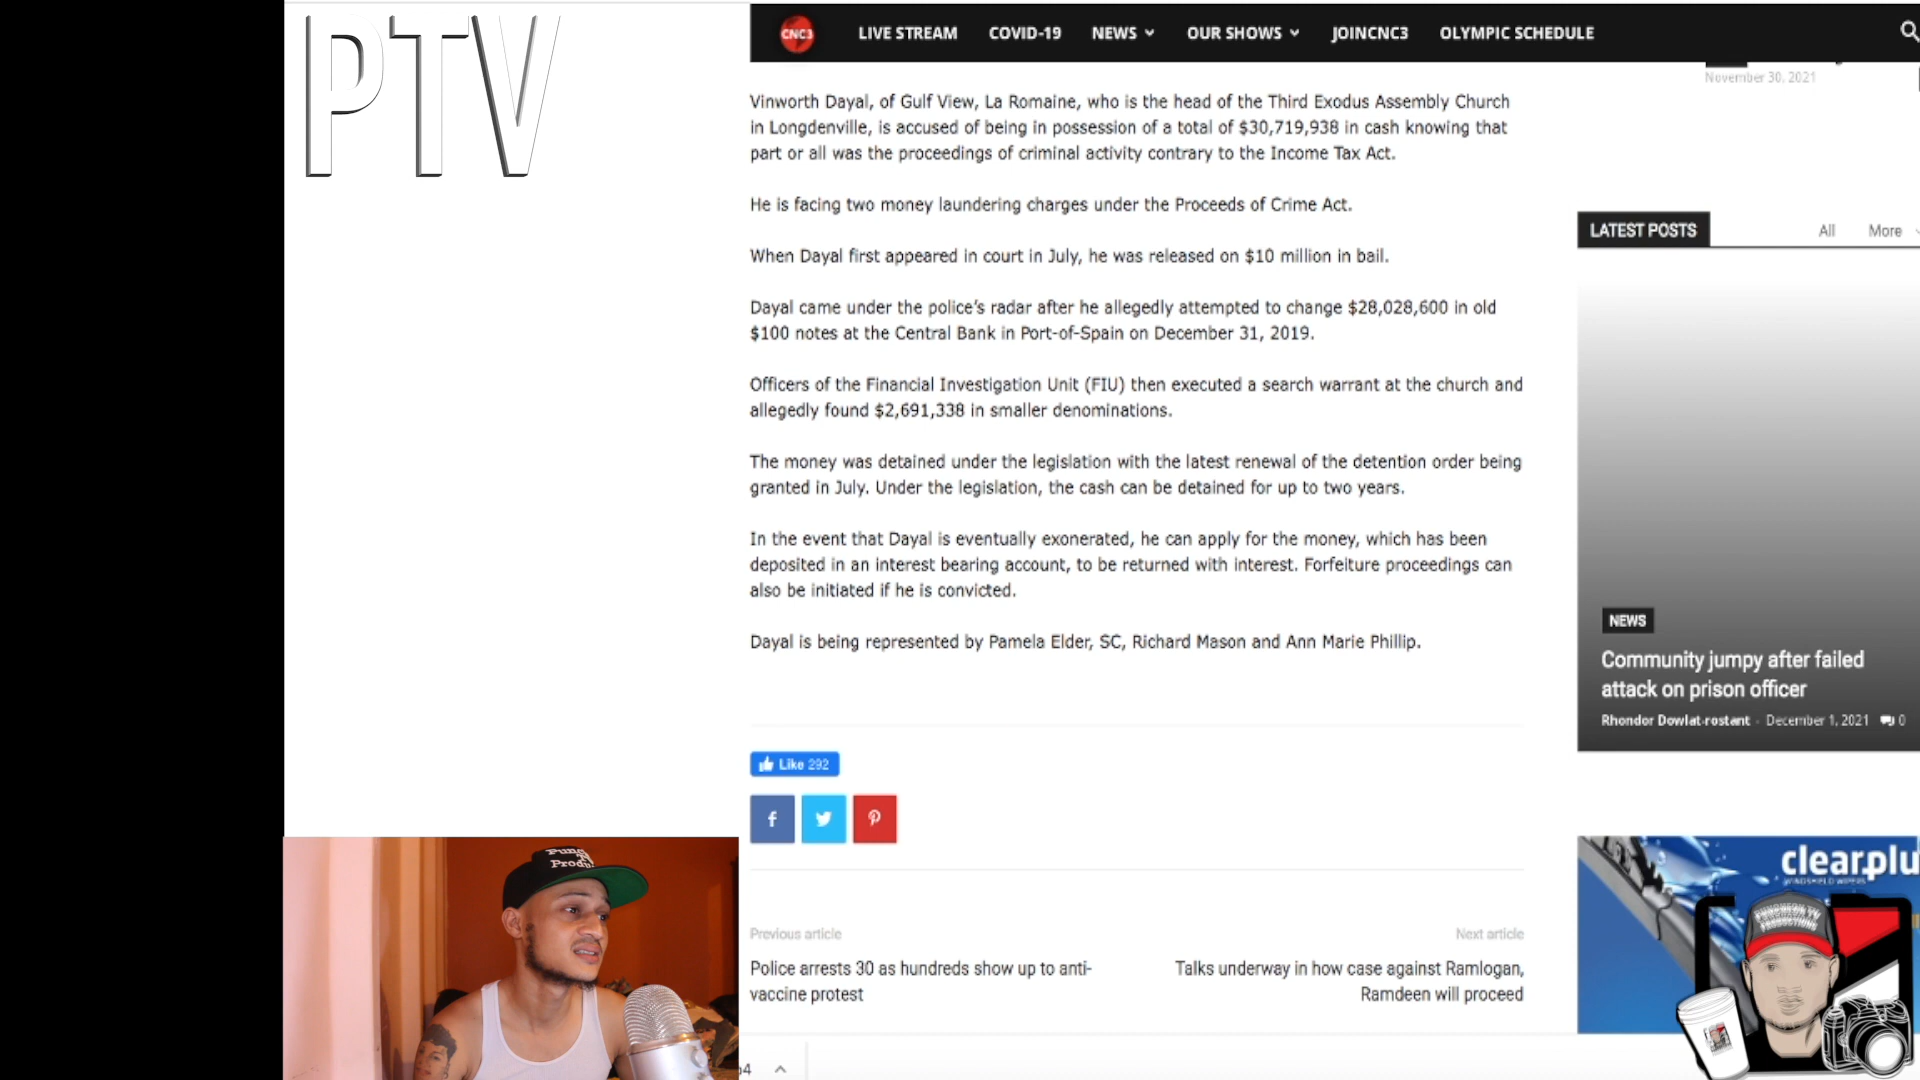 PTV
CNC3 LIVE STREAM COVID-19 NEWS OUR SHOWS JOINCNC3 OLYMPIC SCHEDULE
November 30, 2021
Vinworth Dayal, of Gulf View, La Romaine, who is the head of the Third Exodus Assembly Church
in Longdenville, is accused of being in possession of a total of $30,719,938 in cash knowing that
part or all was the proceedings of criminal activity contrary to the Income Tax Act.
He is facing two money laundering charges under the Proceeds of Crime Act.
When Dayal first appeared in court in July, he was released on $10 million in bail.
Dayal came under the police's radar after he allegedly attempted to change $28,028,600 in old
$100 notes at the Central Bank in Port-of-Spain on December 31, 2019.
Officers of the Financial Investigation Unit (FIU) then executed a search warrant at the church and
allegedly found $2,691,338 in smaller denominations.
The money was detained under the legislation with the latest renewal of the detention order being
granted in July. Under the legislation, the cash can be detained for up to two years.
In the event that Dayal is eventually exonerated, he can apply for the money, which has been
deposited in an interest bearing account, to be returned with interest. Forfeiture proceedings can
also be initiated if he is convicted.
Dayal is being represented by Pamela Elder, SC, Richard Mason and Ann Marie Phillip.
Like 292
Previous article
Police arrests 30 as hundreds show up to anti-
vaccine protest
Next article
Talks underway in how case against Ramlogan,
Ramdeen will proceed
LATEST POSTS All More
NEWS
Community jumpy after failed
attack on prison officer
Rhondor Dowlat-rostant - December 1, 2021 0
clearplu
WINDSHIELD WIPERS